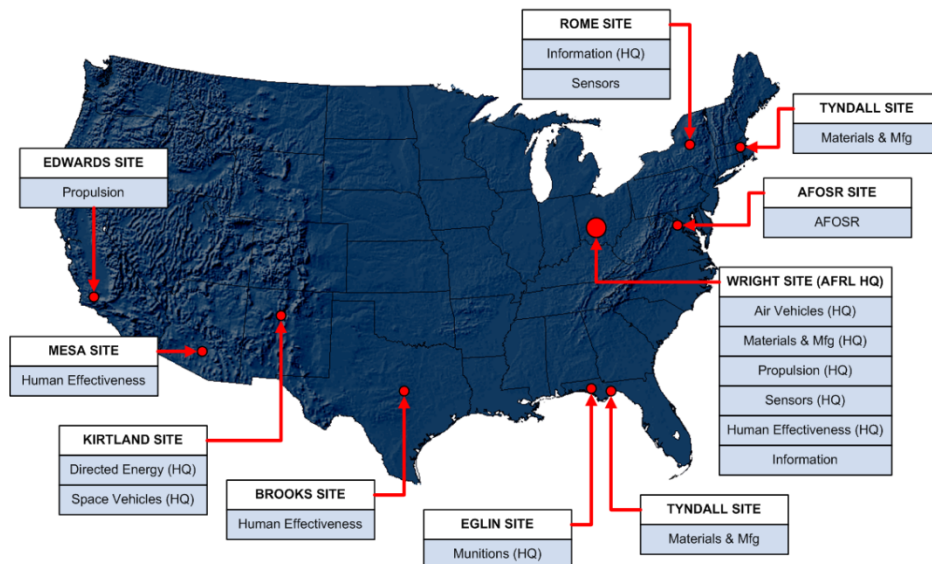 ROME SITE
Information (HQ)
Sensors
TYNDALL SITE
Materials & Mfg
EDWARDS SITE
Propulsion
AFOSR SITE
AFOSR
WRIGHT SITE (AFRL HQ)
Air Vehicles (HQ)
Materials & Mfg (HQ)
Propulsion (HQ)
Sensors (HQ)
Human Effectiveness (HQ)
Information
MESA SITE
Human Effectiveness
KIRTLAND SITE
Directed Energy (HQ)
Space Vehicles (HQ)
BROOKS SITE
Human Effectiveness
EGLIN SITE
Munitions (HQ)
TYNDALL SITE
Materials & Mfg